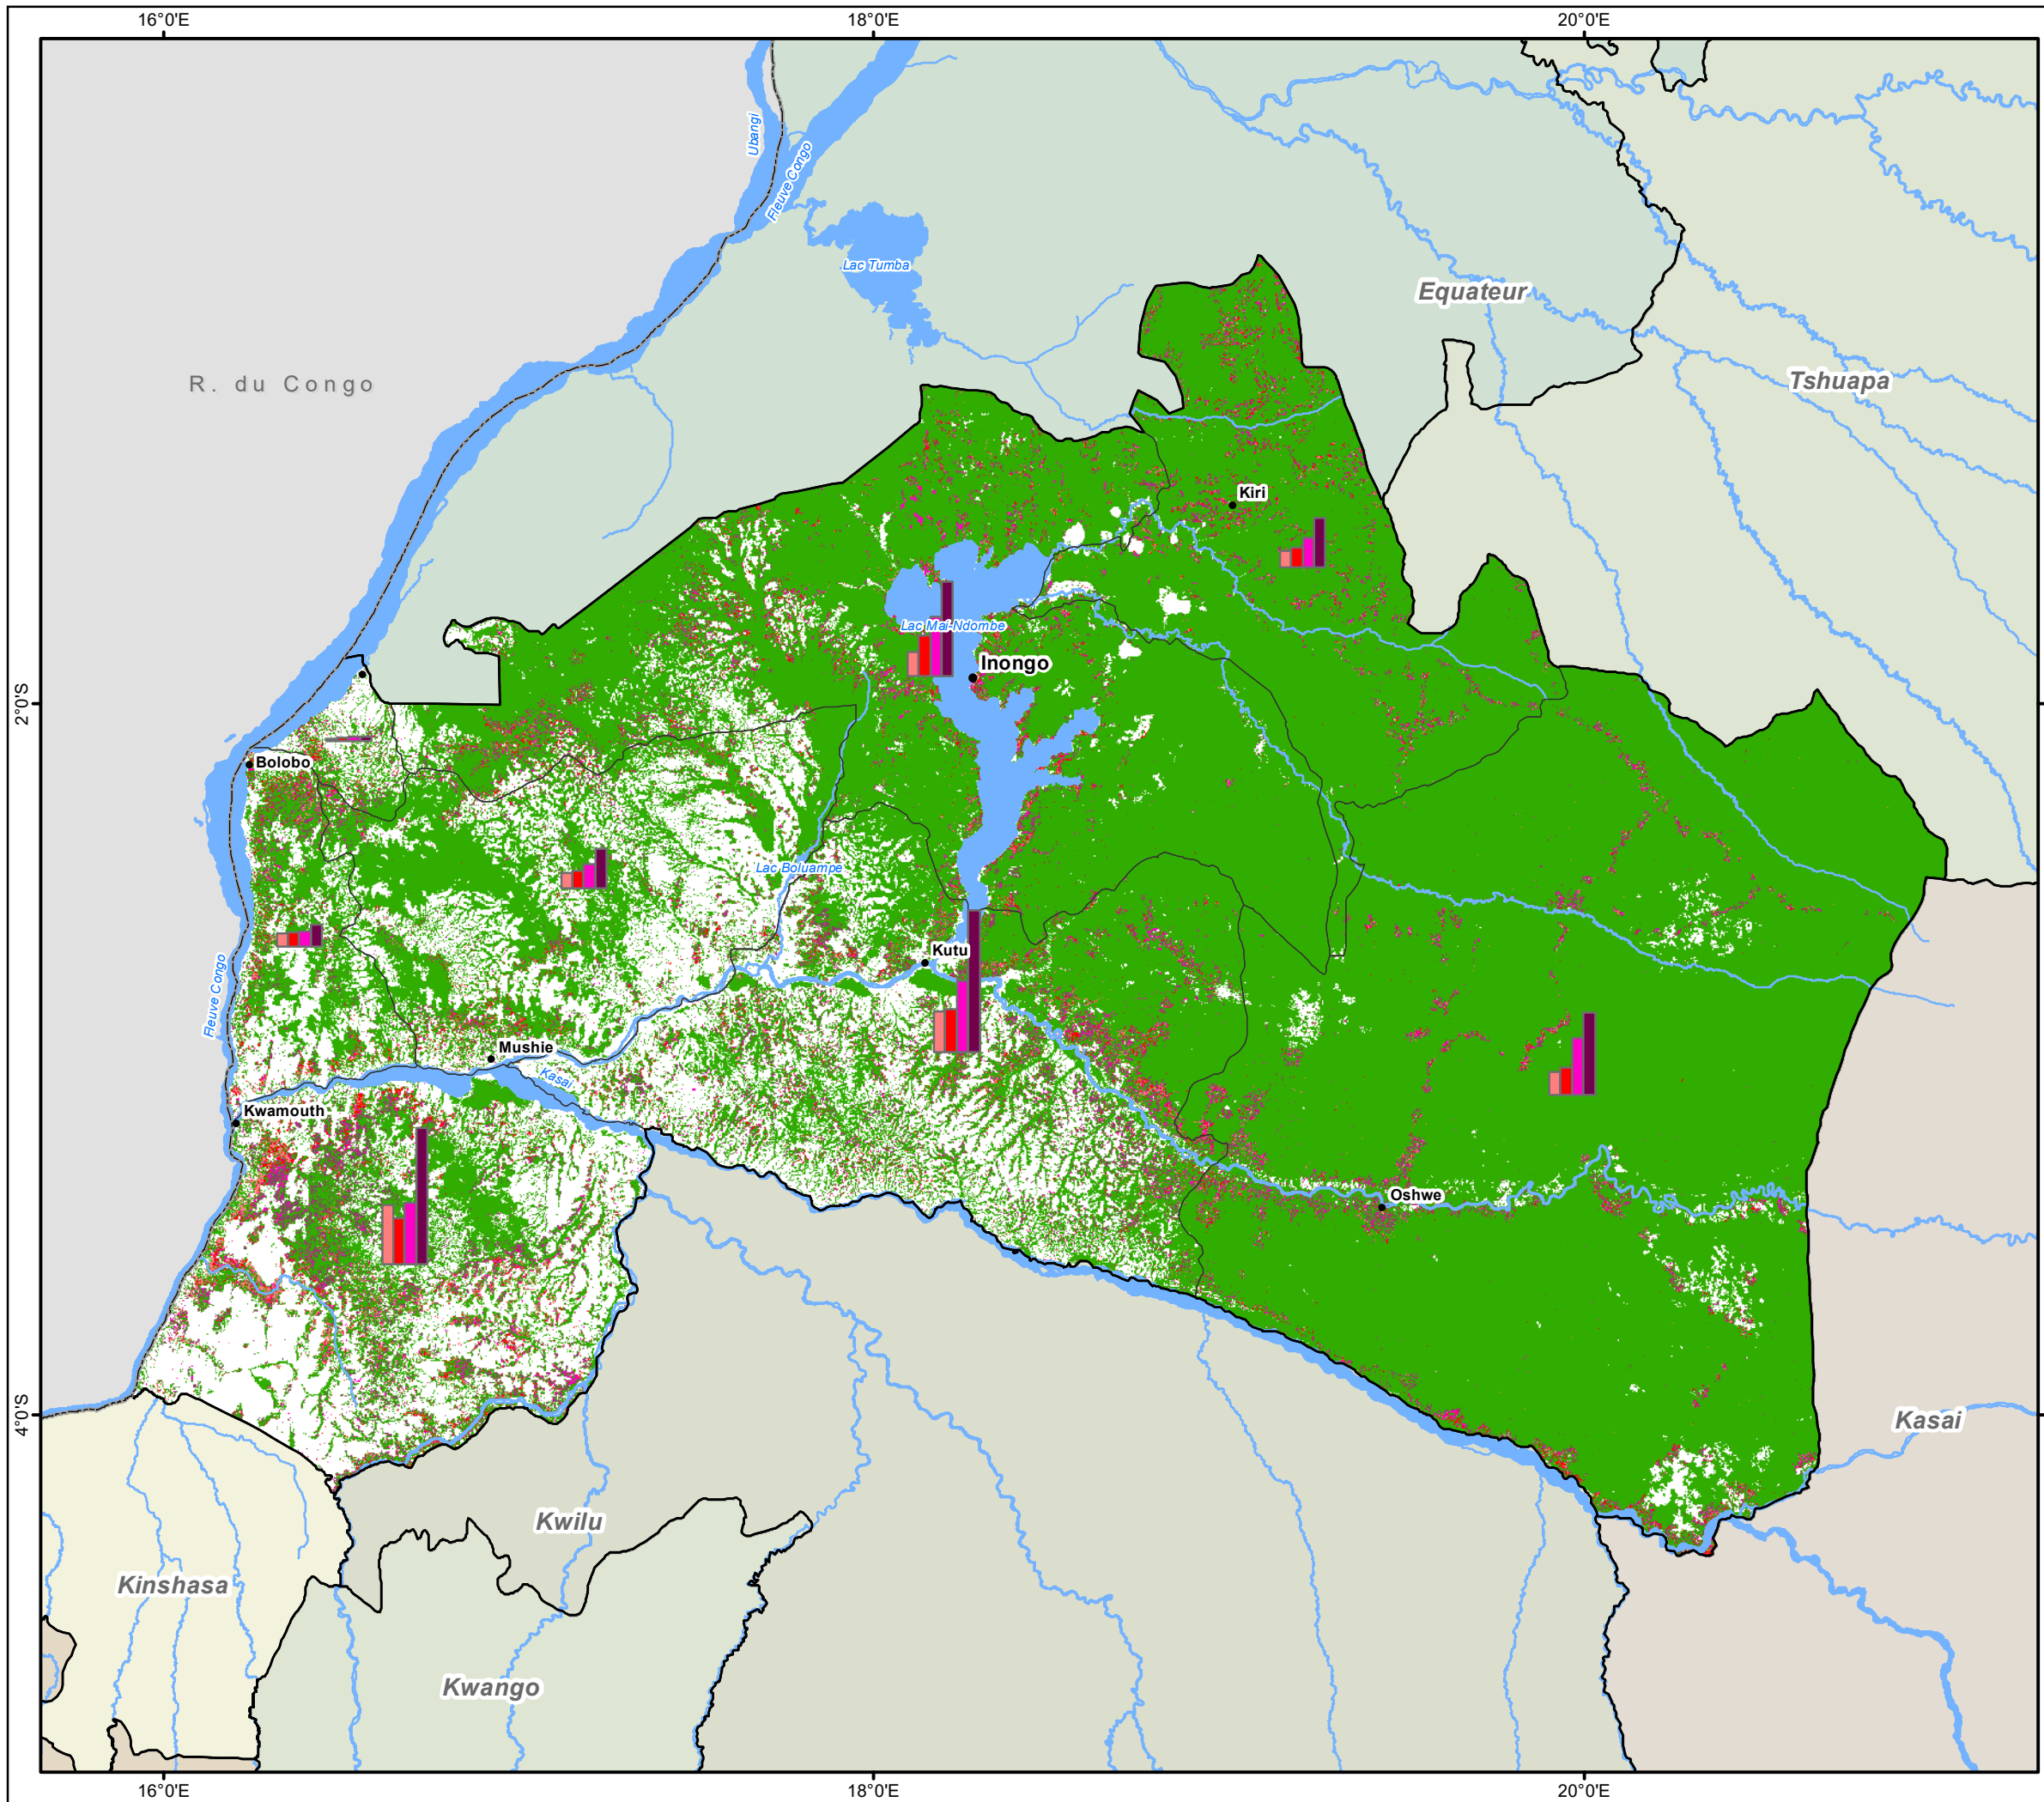 16°0'E
18°0'E
20°0'E
Ubangi
Fleuve Congo
Lac Tumba
Equateur
R. du Congo
Tshuapa
Kiri
Lac Mai-Ndombe
Inongo
2°0'S
2°0'S
Bolobo
Lac Boluampe
Kutu
Fleuve Congo
Mushie
Kasai
Kwamouth
Oshwe
4°0'S
Kasai
Kwilu
Kinshasa
Kwango
16°0'E
18°0'E
20°0'E